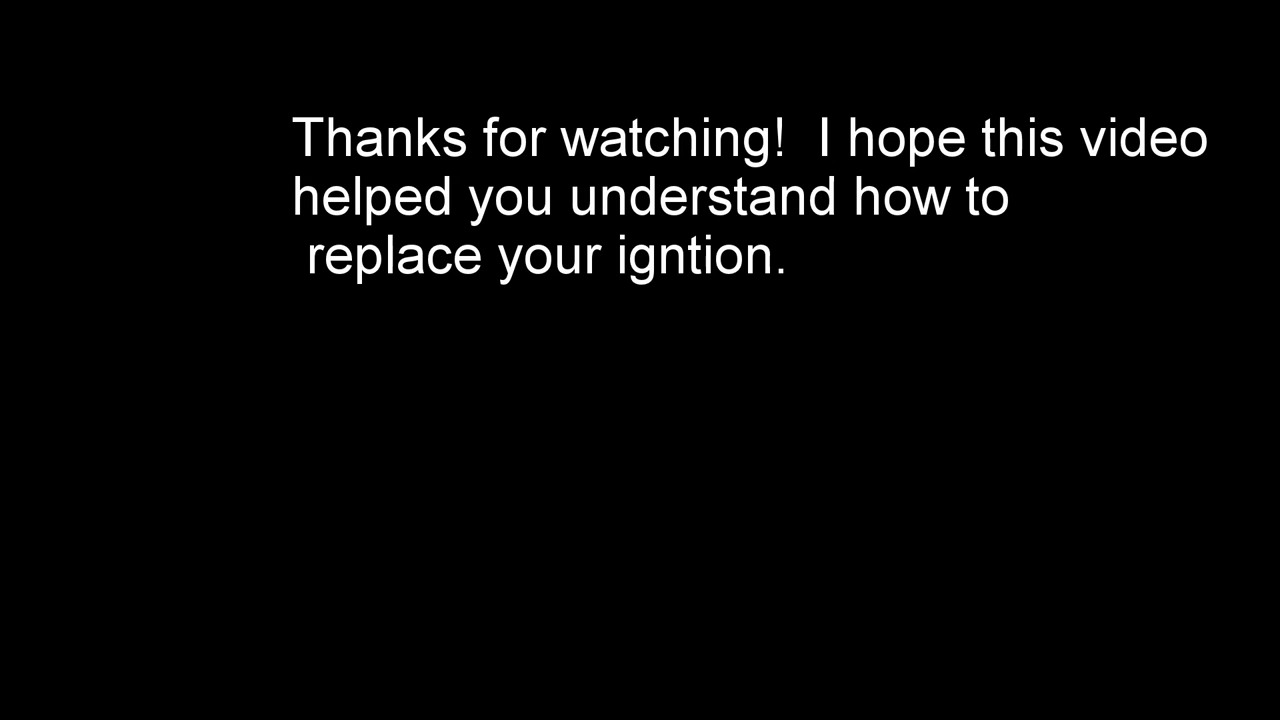 Thanks for watching!  I hope this video
helped you understand how to
replace your igntion.